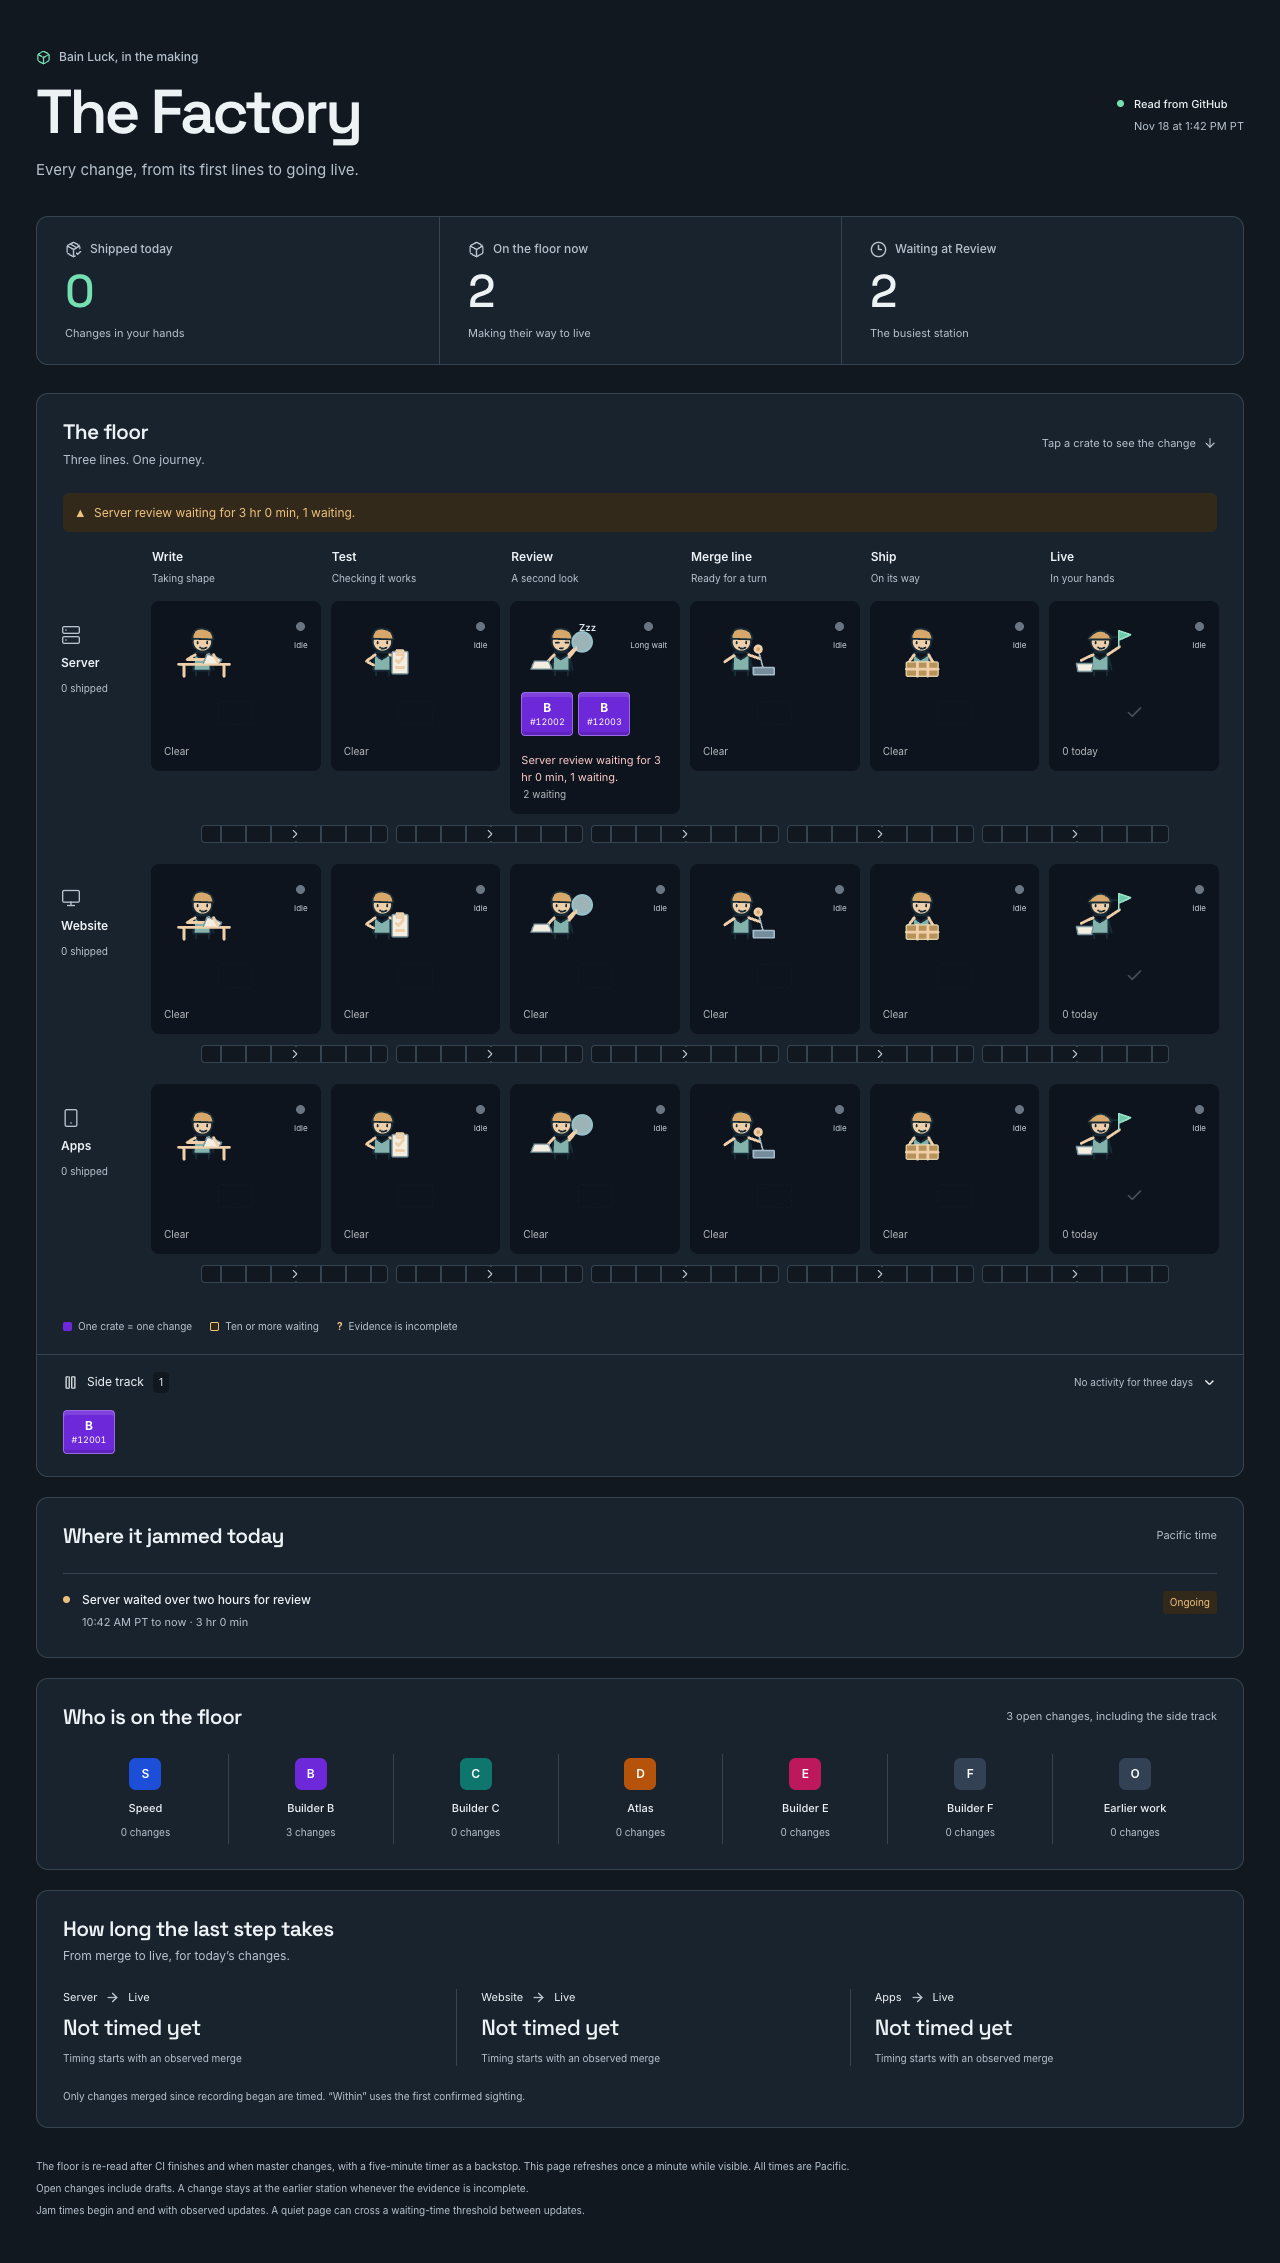 Bain Luck, in the making
The Factory
Every change, from its first lines to going live.
Read from GitHub
Nov 18 at 1:42 PM PT
Shipped today
0
Changes in your hands
On the floor now
2
Making their way to live
Waiting at Review
2
The busiest station
The floor
Three lines. One journey.
Tap a crate to see the change
▲ Server review waiting for 3 hr 0 min, 1 waiting.
Write
Taking shape
Test
Checking it works
Review
A second look
Merge line
Ready for a turn
Ship
On its way
Live
In your hands
Server
0 shipped
Idle
Clear
Idle
Clear
Zzz
Long wait
B
#12002
B
#12003
Server review waiting for 3
hr 0 min, 1 waiting.
2 waiting
Idle
Clear
Idle
Clear
Idle
0 today
Website
0 shipped
Idle
Clear
Idle
Clear
Idle
Clear
Idle
Clear
Idle
Clear
Idle
0 today
Apps
0 shipped
Idle
Clear
Idle
Clear
Idle
Clear
Idle
Clear
Idle
Clear
Idle
0 today
One crate = one change
Ten or more waiting
? Evidence is incomplete
Side track 1
No activity for three days
B
#12001
Where it jammed today
Pacific time
Server waited over two hours for review
10:42 AM PT to now · 3 hr 0 min
Ongoing
Who is on the floor
3 open changes, including the side track
S
Speed
0 changes
B
Builder B
3 changes
C
Builder C
0 changes
D
Atlas
0 changes
E
Builder E
0 changes
F
Builder F
0 changes
O
Earlier work
0 changes
How long the last step takes
From merge to live, for today’s changes.
Server → Live
Not timed yet
Timing starts with an observed merge
Website → Live
Not timed yet
Timing starts with an observed merge
Apps → Live
Not timed yet
Timing starts with an observed merge
Only changes merged since recording began are timed. “Within” uses the first confirmed sighting.
The floor is re-read after CI finishes and when master changes, with a five-minute timer as a backstop. This page refreshes once a minute while visible. All times are Pacific.
Open changes include drafts. A change stays at the earlier station whenever the evidence is incomplete.
Jam times begin and end with observed updates. A quiet page can cross a waiting-time threshold between updates.